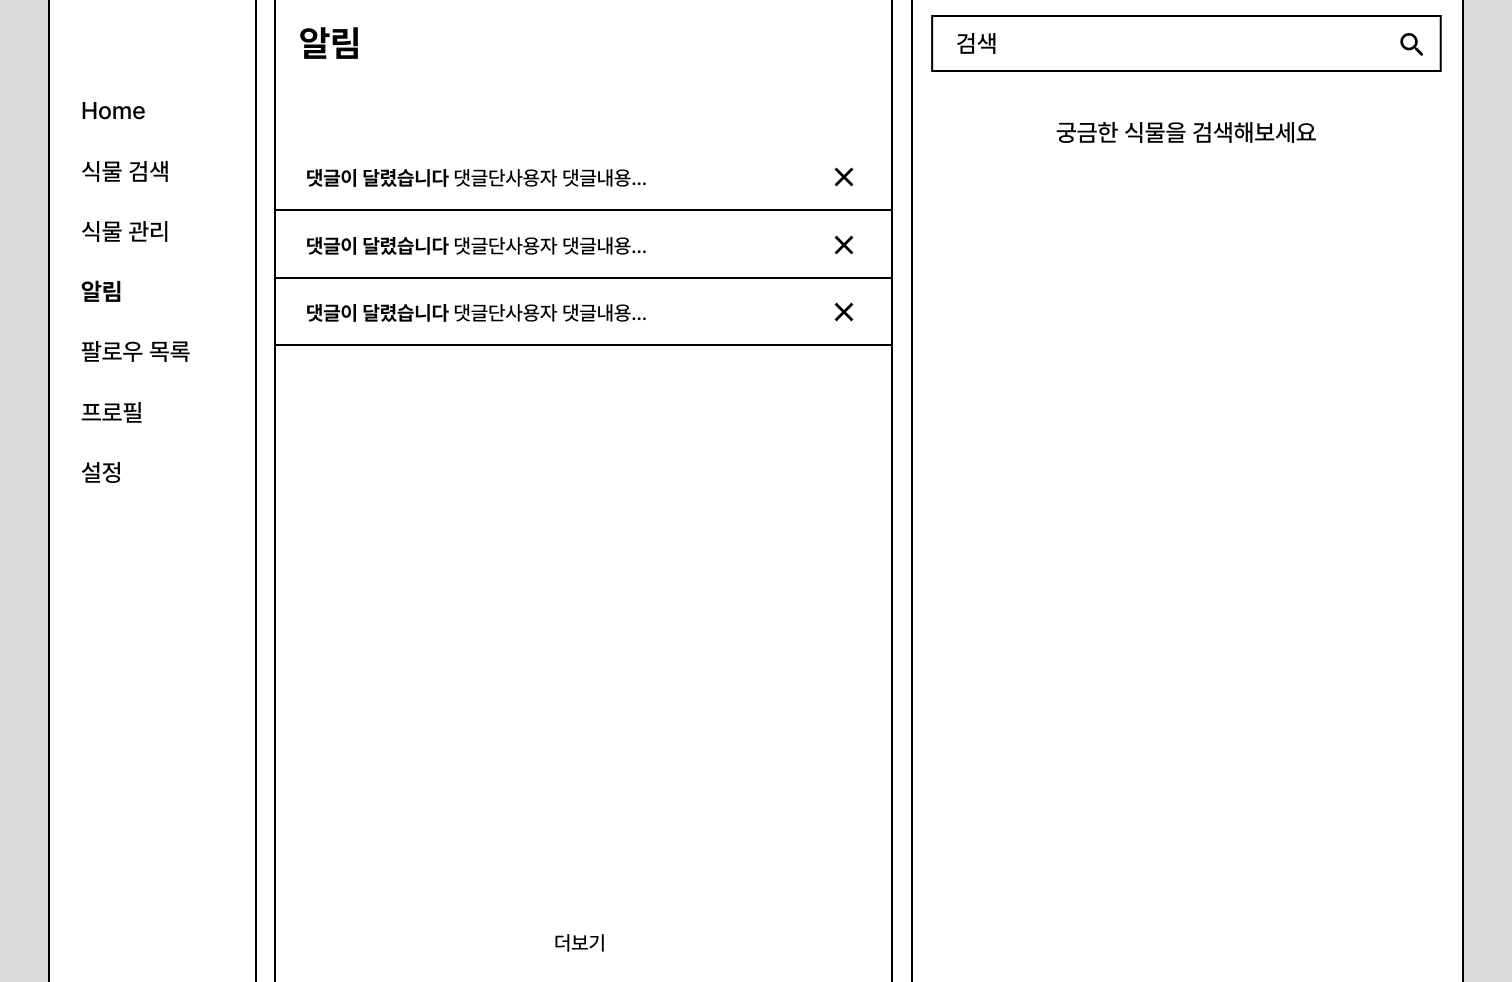 Home
식물 검색
식물 관리
알림
팔로우 목록
프로필
설정
알림
댓글이 달렸습니다 댓글단사용자 댓글내용...
댓글이 달렸습니다 댓글단사용자 댓글내용...
댓글이 달렸습니다 댓글단사용자 댓글내용...
더보기
검색
궁금한 식물을 검색해보세요